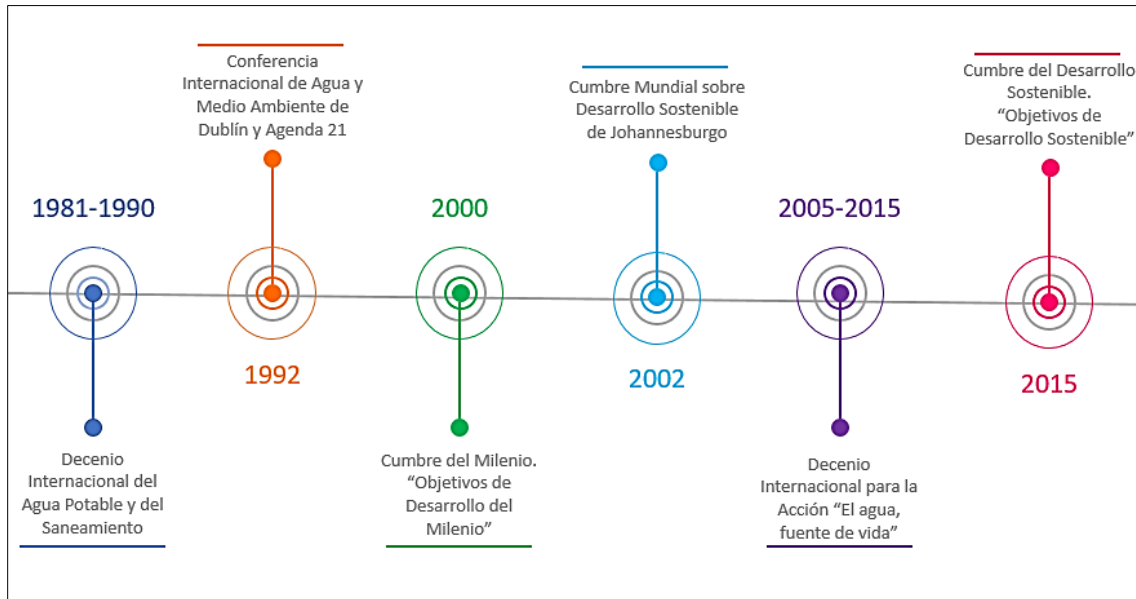 1981-1990
Decenio
Internacional del
Agua Potable y del
Saneamiento
Conferencia
Internacional de Agua y
Medio Ambiente de
Dublín y Agenda 21
1992
2000
Cumbre del Milenio.
“Objetivos de
Desarrollo del
Milenio”
Cumbre Mundial sobre
Desarrollo Sostenible
de Johannesburgo
2002
2005-2015
Decenio
Internacional para la
Acción “El agua,
fuente de vida”
Cumbre del Desarrollo
Sostenible.
“Objetivos de
Desarrollo Sostenible”
2015